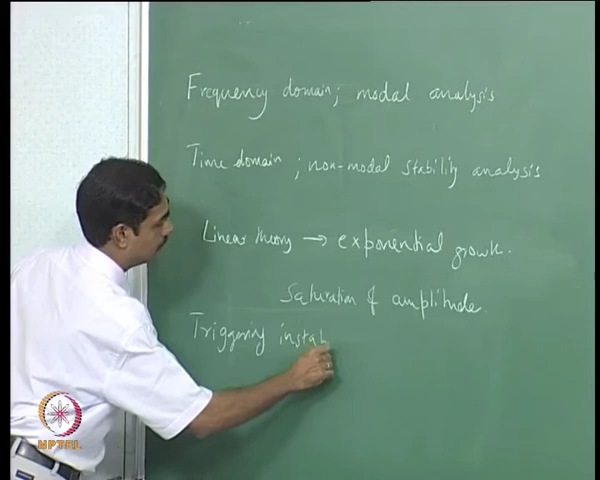 Frequency domain; modal analysis
Time domain ; non-modal stability analysis
Linear theory → exponential growth.
Saturation of amplitude.
Triggering instab
NPTEL